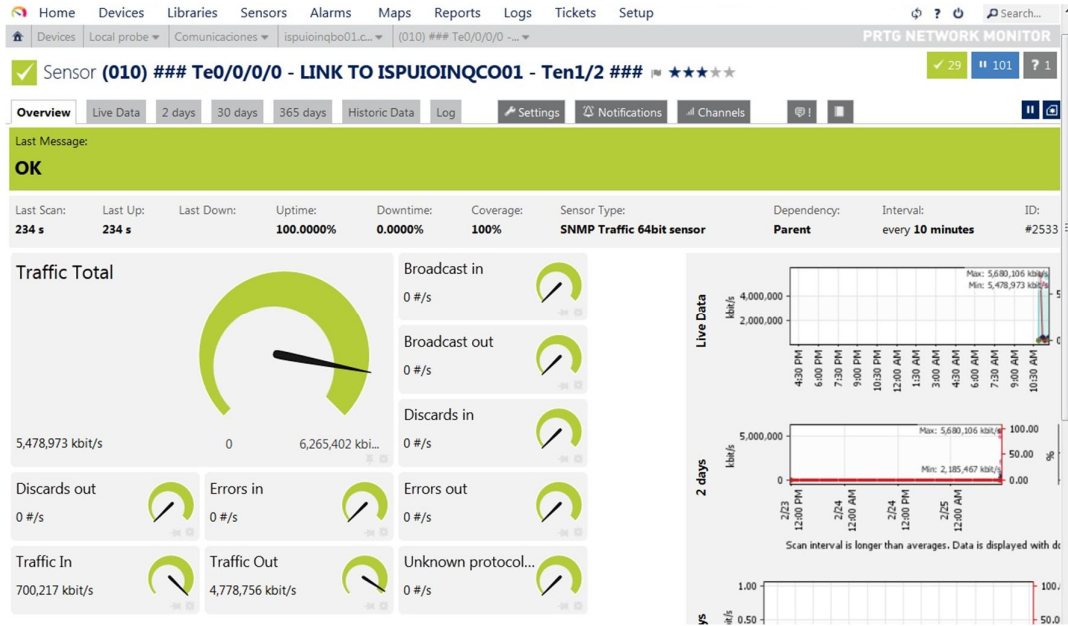 Home Devices Libraries Sensors Alarms Maps Reports Logs Tickets Setup ? Search...
Devices Local probe Comunicaciones ispuioinqbo01.c... (010) ### Te0/0/0/0 -... PRTG NETWORK MONITOR
Sensor (010) ### Te0/0/0/0 - LINK TO ISPUIOINQCO01 - Ten1/2 ### 29 101 ? 1
Overview Live Data 2 days 30 days 365 days Historic Data Log Settings Notifications Channels !
Last Message:
OK
Last Scan: Last Up: Last Down: Uptime: Downtime: Coverage: Sensor Type: Dependency: Interval: ID:
234 s 234 s 100.0000% 0.0000% 100% SNMP Traffic 64bit sensor Parent every 10 minutes #2533
Traffic Total
5,478,973 kbit/s 0 6,265,402 kbi...
Broadcast in
0 #/s
Broadcast out
0 #/s
Discards in
0 #/s
Discards out
0 #/s
Errors in
0 #/s
Errors out
0 #/s
Traffic In
700,217 kbit/s
Traffic Out
4,778,756 kbit/s
Unknown protocol...
0 #/s
Live Data
kbit/s
Max: 5,680,106 kbit/s
Min: 5,478,973 kbit/s
4,000,000
2,000,000
5
0
4:30 PM 6:00 PM 7:30 PM 9:00 PM 10:30 PM 12:00 AM 1:30 AM 3:00 AM 4:30 AM 6:00 AM 7:30 AM 9:00 AM 10:30 AM
2 days
kbit/s
Max: 5,680,106 kbit/s
Min: 2,185,467 kbit/s
5,000,000
0
100.00
50.00
0.00
%
2/23 12:00 PM 2/24 12:00 AM 2/24 12:00 PM 2/25 12:00 AM
Scan interval is longer than averages. Data is displayed with
1.00
0.50
100.
50.0